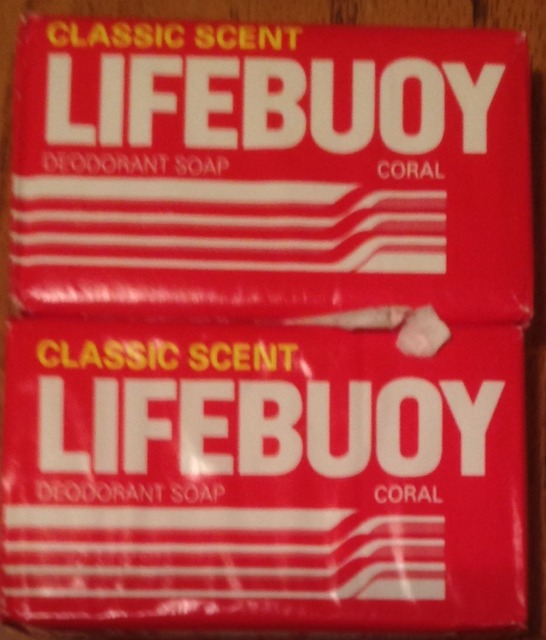 CLASSIC SCENT
LIFEBUOY
DEODORANT SOAP CORAL
CLASSIC SCENT
LIFEBUOY
DEODORANT SOAP CORAL